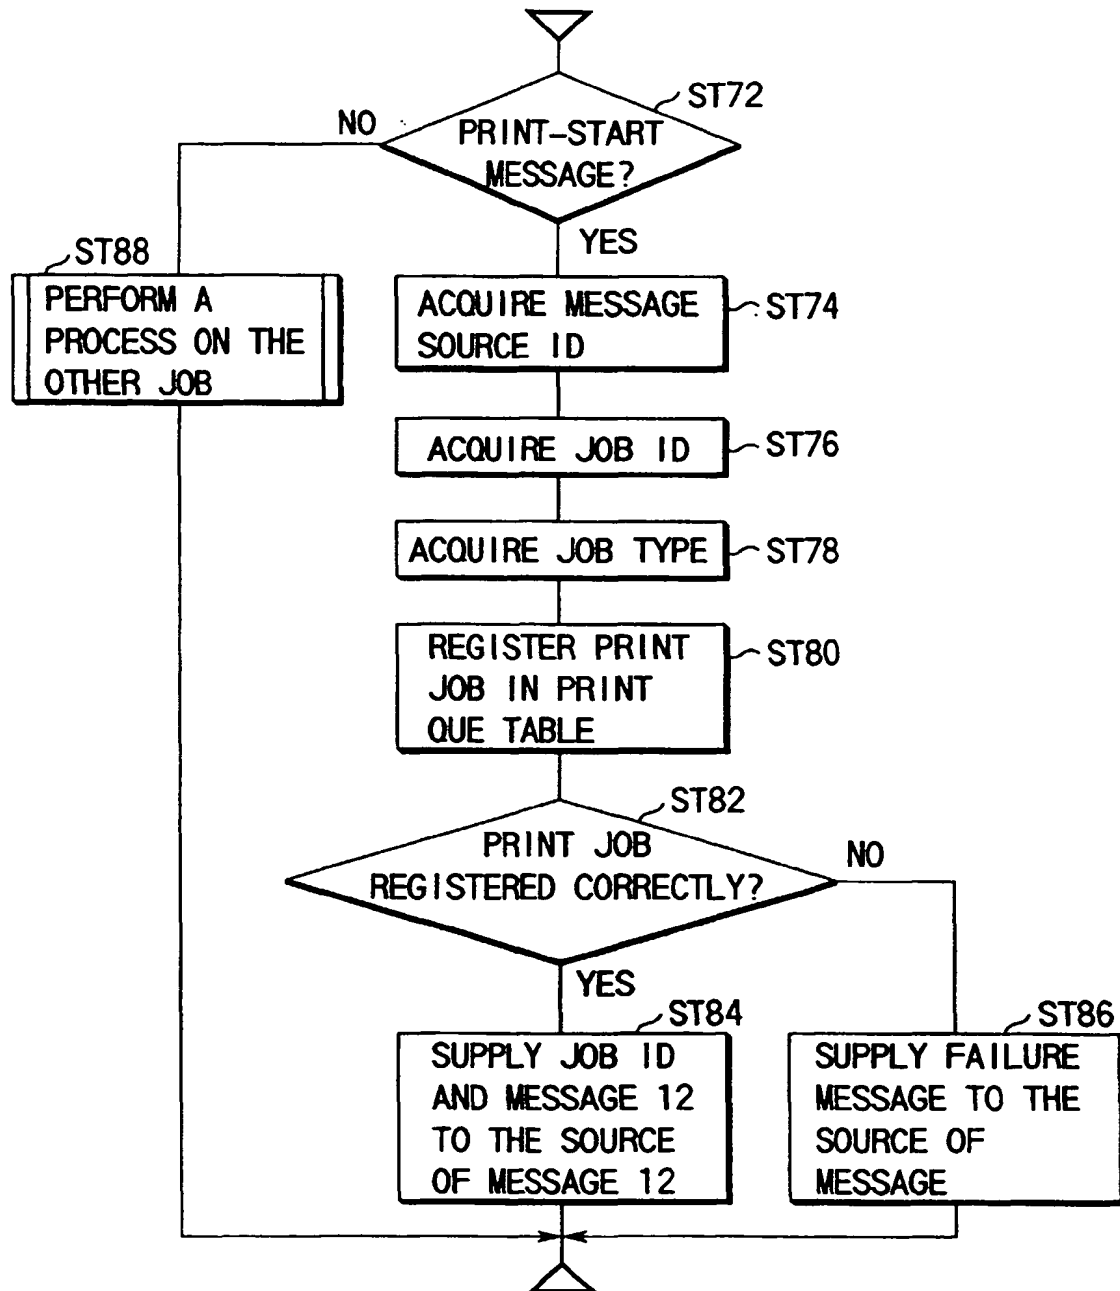 ST72
NO
PRINT-START
MESSAGE?
YES
ST88
PERFORM A
PROCESS ON THE
OTHER JOB
ACQUIRE MESSAGE
SOURCE ID
ST74
ACQUIRE JOB ID
ST76
ACQUIRE JOB TYPE
ST78
REGISTER PRINT
JOB IN PRINT
QUE TABLE
ST80
ST82
PRINT JOB
REGISTERED CORRECTLY?
NO
YES
ST84
SUPPLY JOB ID
AND MESSAGE 12
TO THE SOURCE
OF MESSAGE 12
ST86
SUPPLY FAILURE
MESSAGE TO THE
SOURCE OF
MESSAGE